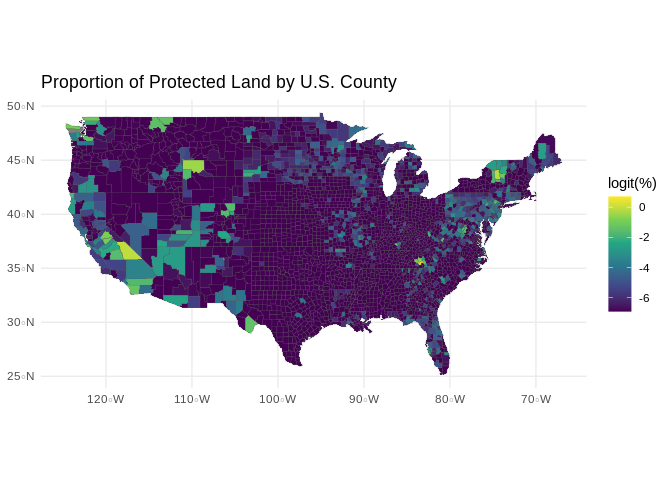 Proportion of Protected Land by U.S. County
50°N
45°N
40°N
35°N
30°N
25°N
120°W
110°W
100°W
90°W
80°W
70°W
logit(%)
0
-2
-4
-6